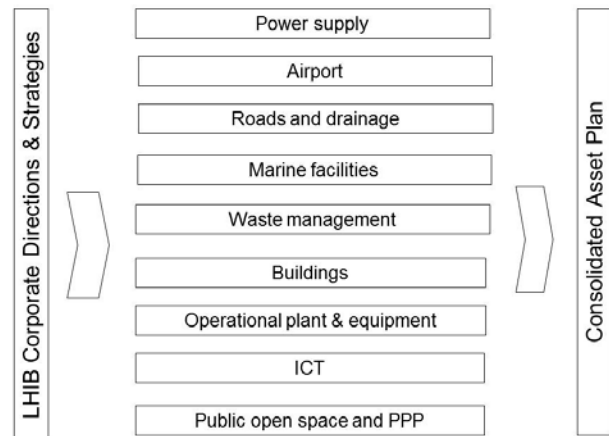 LHIB Corporate Directions & Strategies
Power supply
Airport
Roads and drainage
Marine facilities
Waste management
Buildings
Operational plant & equipment
ICT
Public open space and PPP
Consolidated Asset Plan